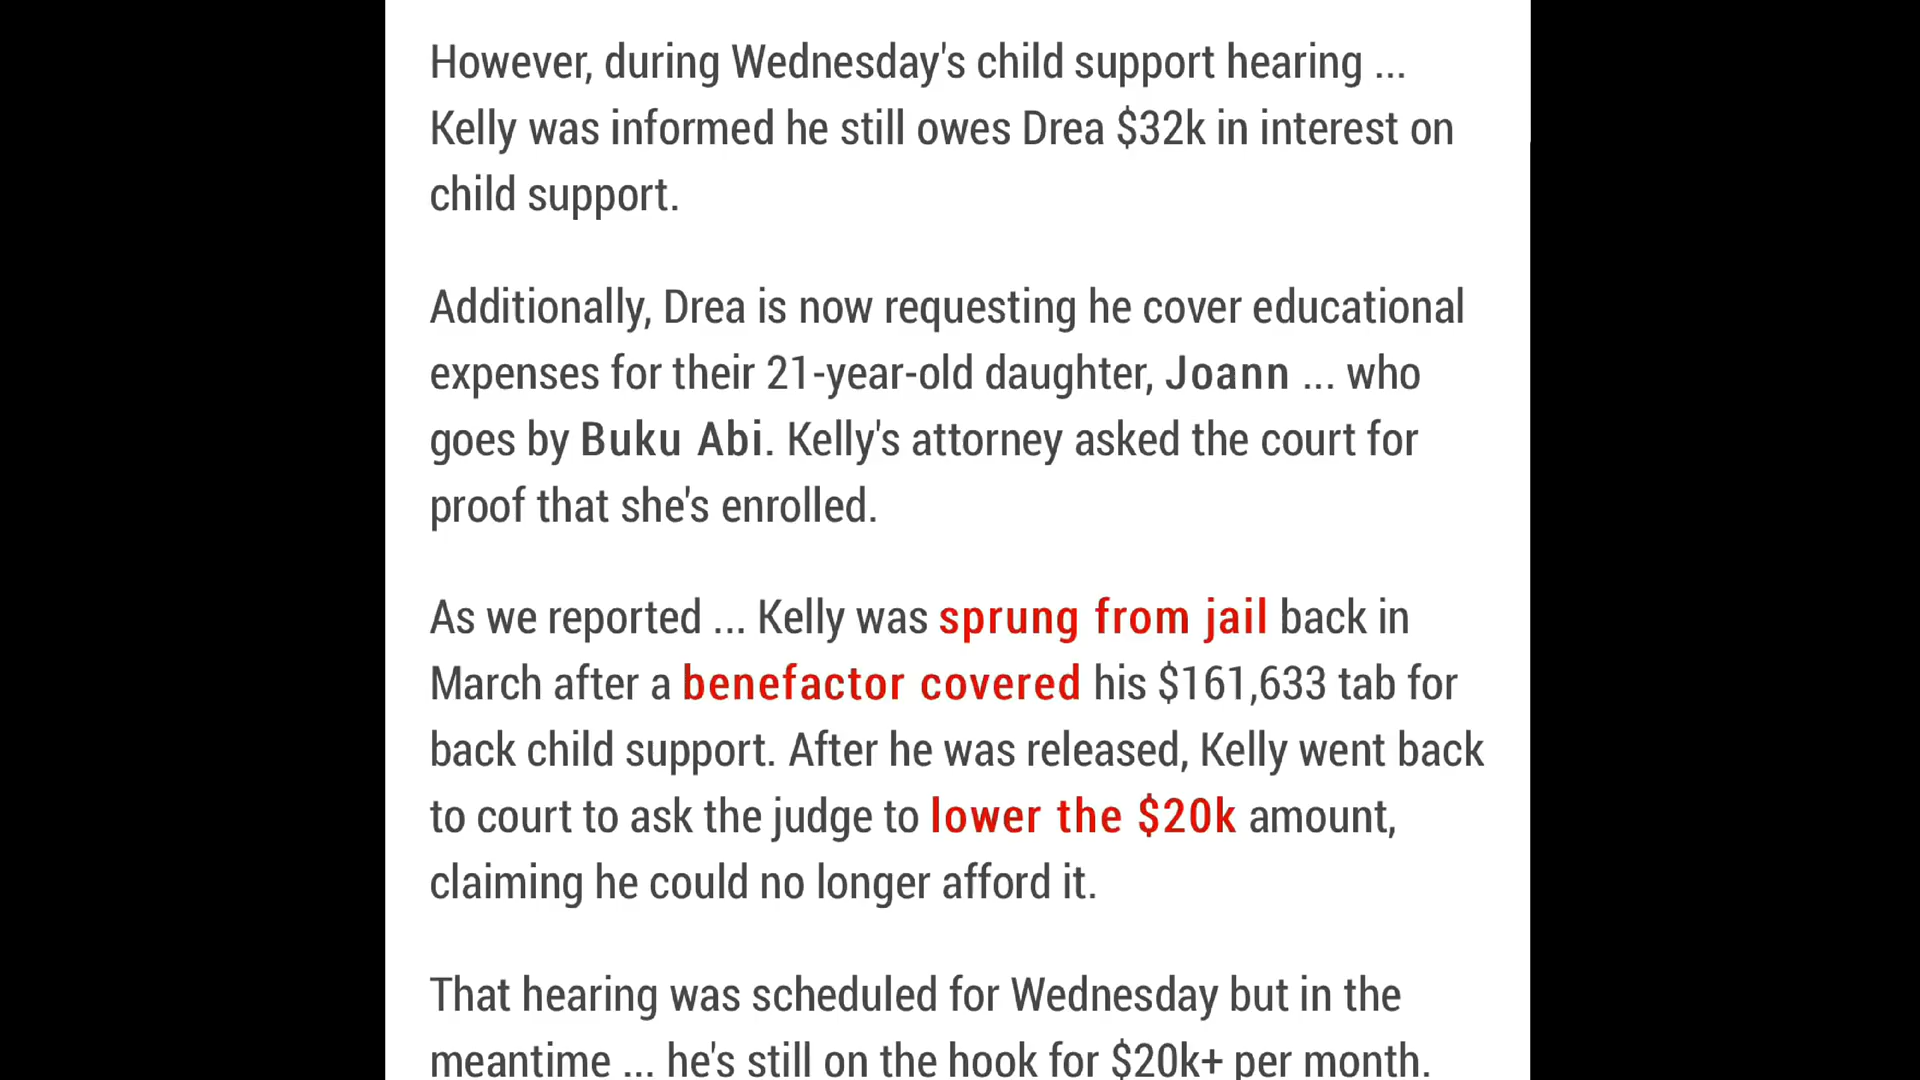 However, during Wednesday's child support hearing ...
Kelly was informed he still owes Drea $32k in interest on
child support.
Additionally, Drea is now requesting he cover educational
expenses for their 21-year-old daughter, Joann ... who
goes by Buku Abi. Kelly's attorney asked the court for
proof that she's enrolled.
As we reported ... Kelly was sprung from jail back in
March after a benefactor covered his $161,633 tab for
back child support. After he was released, Kelly went back
to court to ask the judge to lower the $20k amount,
claiming he could no longer afford it.
That hearing was scheduled for Wednesday but in the
meantime ... he's still on the hook for $20k+ per month.